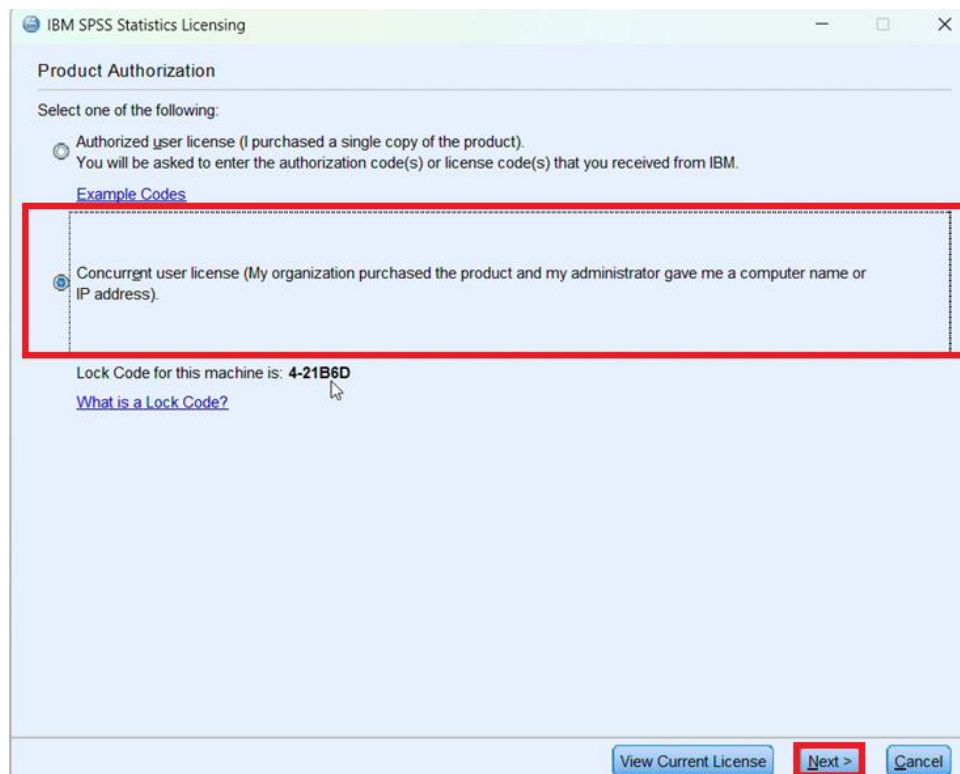 IBM SPSS Statistics Licensing
Product Authorization
Select one of the following:
Authorized user license (I purchased a single copy of the product).
You will be asked to enter the authorization code(s) or license code(s) that you received from IBM.
Example Codes
Concurrent user license (My organization purchased the product and my administrator gave me a computer name or
IP address).
Lock Code for this machine is: 4-21B6D
What is a Lock Code?
View Current License Next > Cancel